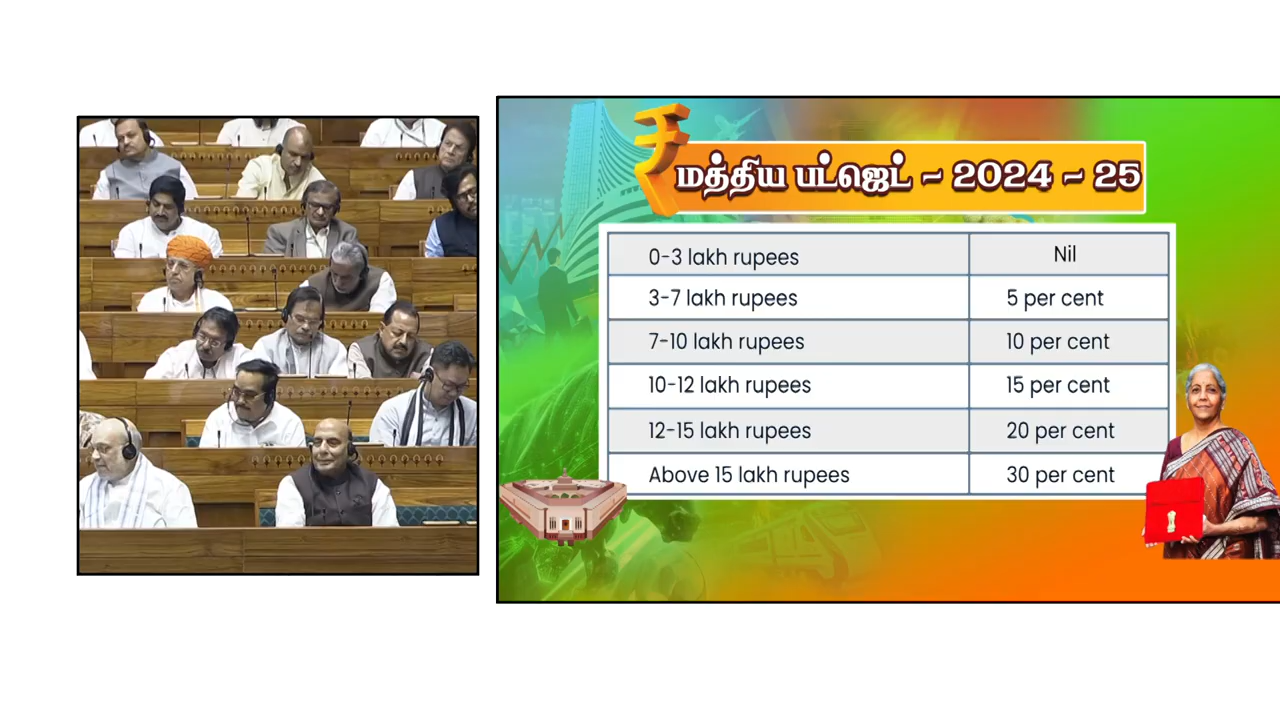 ₹ மத்திய பட்ஜெட் - 2024 - 25
0-3 lakh rupees Nil
3-7 lakh rupees 5 per cent
7-10 lakh rupees 10 per cent
10-12 lakh rupees 15 per cent
12-15 lakh rupees 20 per cent
Above 15 lakh rupees 30 per cent